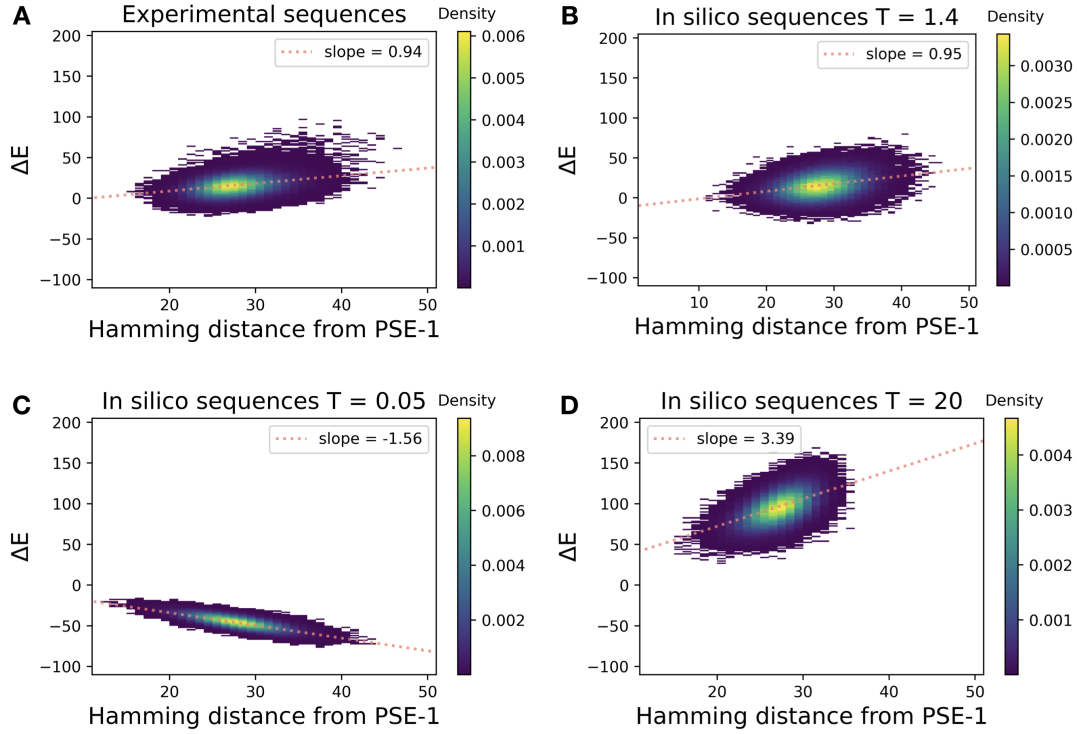 A
Experimental sequences
Density
slope = 0.94
200
150
100
50
0
−50
−100
ΔE
20
30
40
50
Hamming distance from PSE-1
0.006
0.005
0.004
0.003
0.002
0.001
B
In silico sequences T = 1.4
Density
slope = 0.95
200
150
100
50
0
−50
−100
ΔE
10
20
30
40
50
Hamming distance from PSE-1
0.0030
0.0025
0.0020
0.0015
0.0010
0.0005
C
In silico sequences T = 0.05
Density
slope = -1.56
200
150
100
50
0
−50
−100
ΔE
20
30
40
50
Hamming distance from PSE-1
0.008
0.006
0.004
0.002
D
In silico sequences T = 20
Density
slope = 3.39
200
150
100
50
0
−50
−100
ΔE
20
30
40
50
Hamming distance from PSE-1
0.004
0.003
0.002
0.001